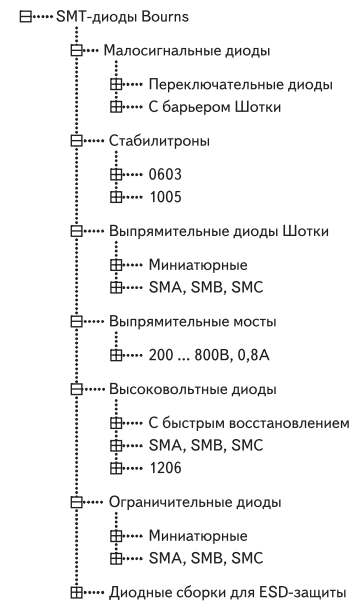 SMT-диоды Bourns
Малосигнальные диоды
Переключательные диоды
С барьером Шотки
Стабилитроны
0603
1005
Выпрямительные диоды Шотки
Миниатюрные
SMA, SMB, SMC
Выпрямительные мосты
200 ... 800В, 0,8А
Высоковольтные диоды
С быстрым восстановлением
SMA, SMB, SMC
1206
Ограничительные диоды
Миниатюрные
SMA, SMB, SMC
Диодные сборки для ESD-защиты